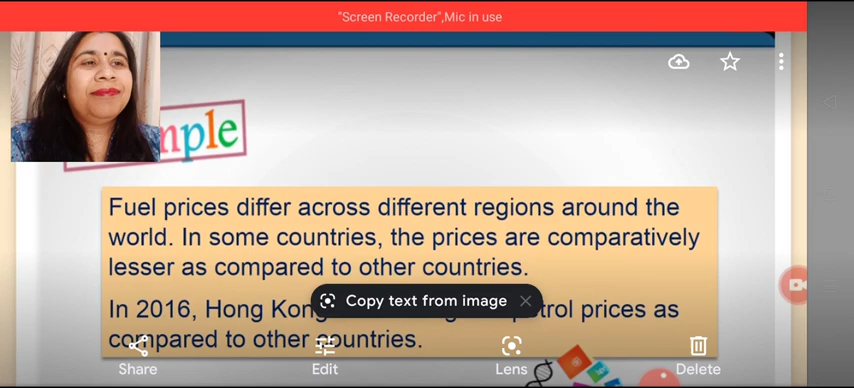 "Screen Recorder",Mic in use
Fuel prices differ across different regions around the
world. In some countries, the prices are comparatively
lesser as compared to other countries.
In 2016, Hong Kong prices as
compared to other countries.
Copy text from image
Share Edit Lens Delete